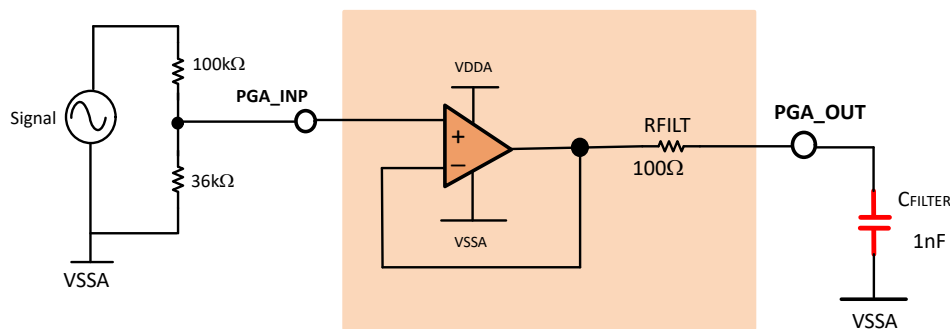 Signal
100kΩ
36kΩ
VSSA
PGA_INP
VDDA
+
−
VSSA
RFILT
100Ω
PGA_OUT
CFILTER
1nF
VSSA